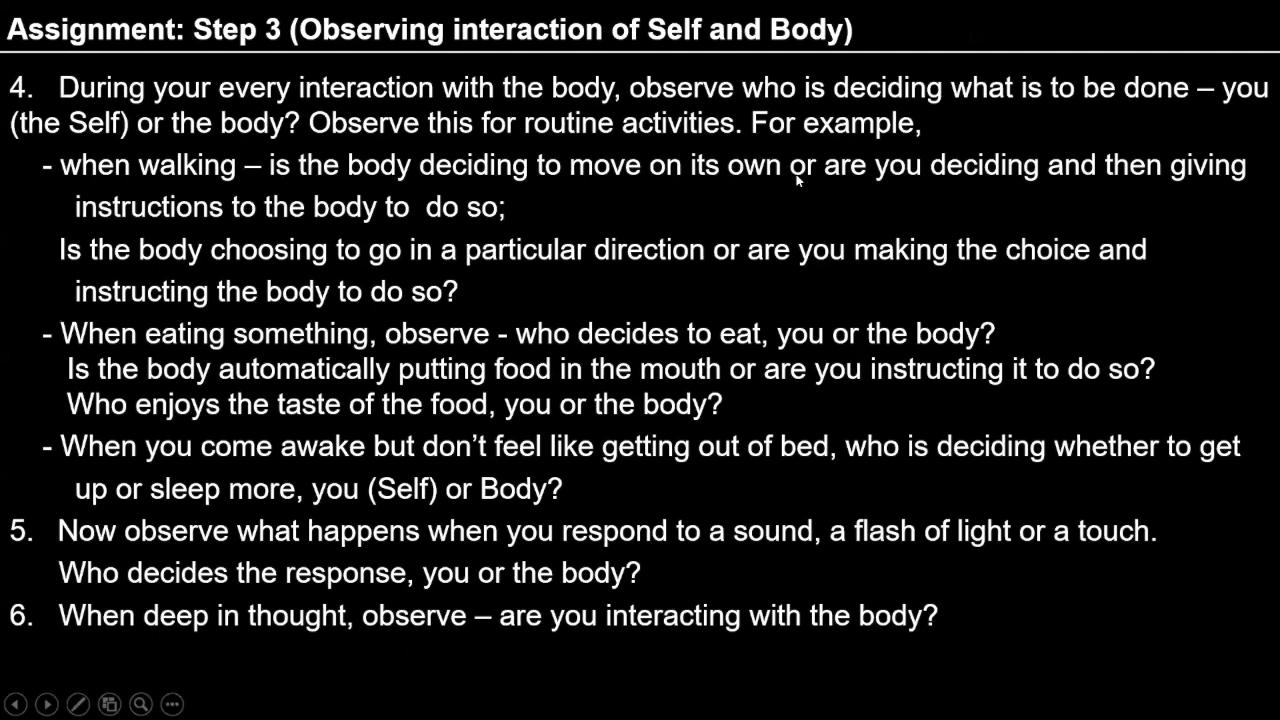 Assignment: Step 3 (Observing interaction of Self and Body)
4. During your every interaction with the body, observe who is deciding what is to be done – you
(the Self) or the body? Observe this for routine activities. For example,
- when walking – is the body deciding to move on its own or are you deciding and then giving
instructions to the body to do so;
Is the body choosing to go in a particular direction or are you making the choice and
instructing the body to do so?
- When eating something, observe - who decides to eat, you or the body?
Is the body automatically putting food in the mouth or are you instructing it to do so?
Who enjoys the taste of the food, you or the body?
- When you come awake but don’t feel like getting out of bed, who is deciding whether to get
up or sleep more, you (Self) or Body?
5. Now observe what happens when you respond to a sound, a flash of light or a touch.
Who decides the response, you or the body?
6. When deep in thought, observe – are you interacting with the body?